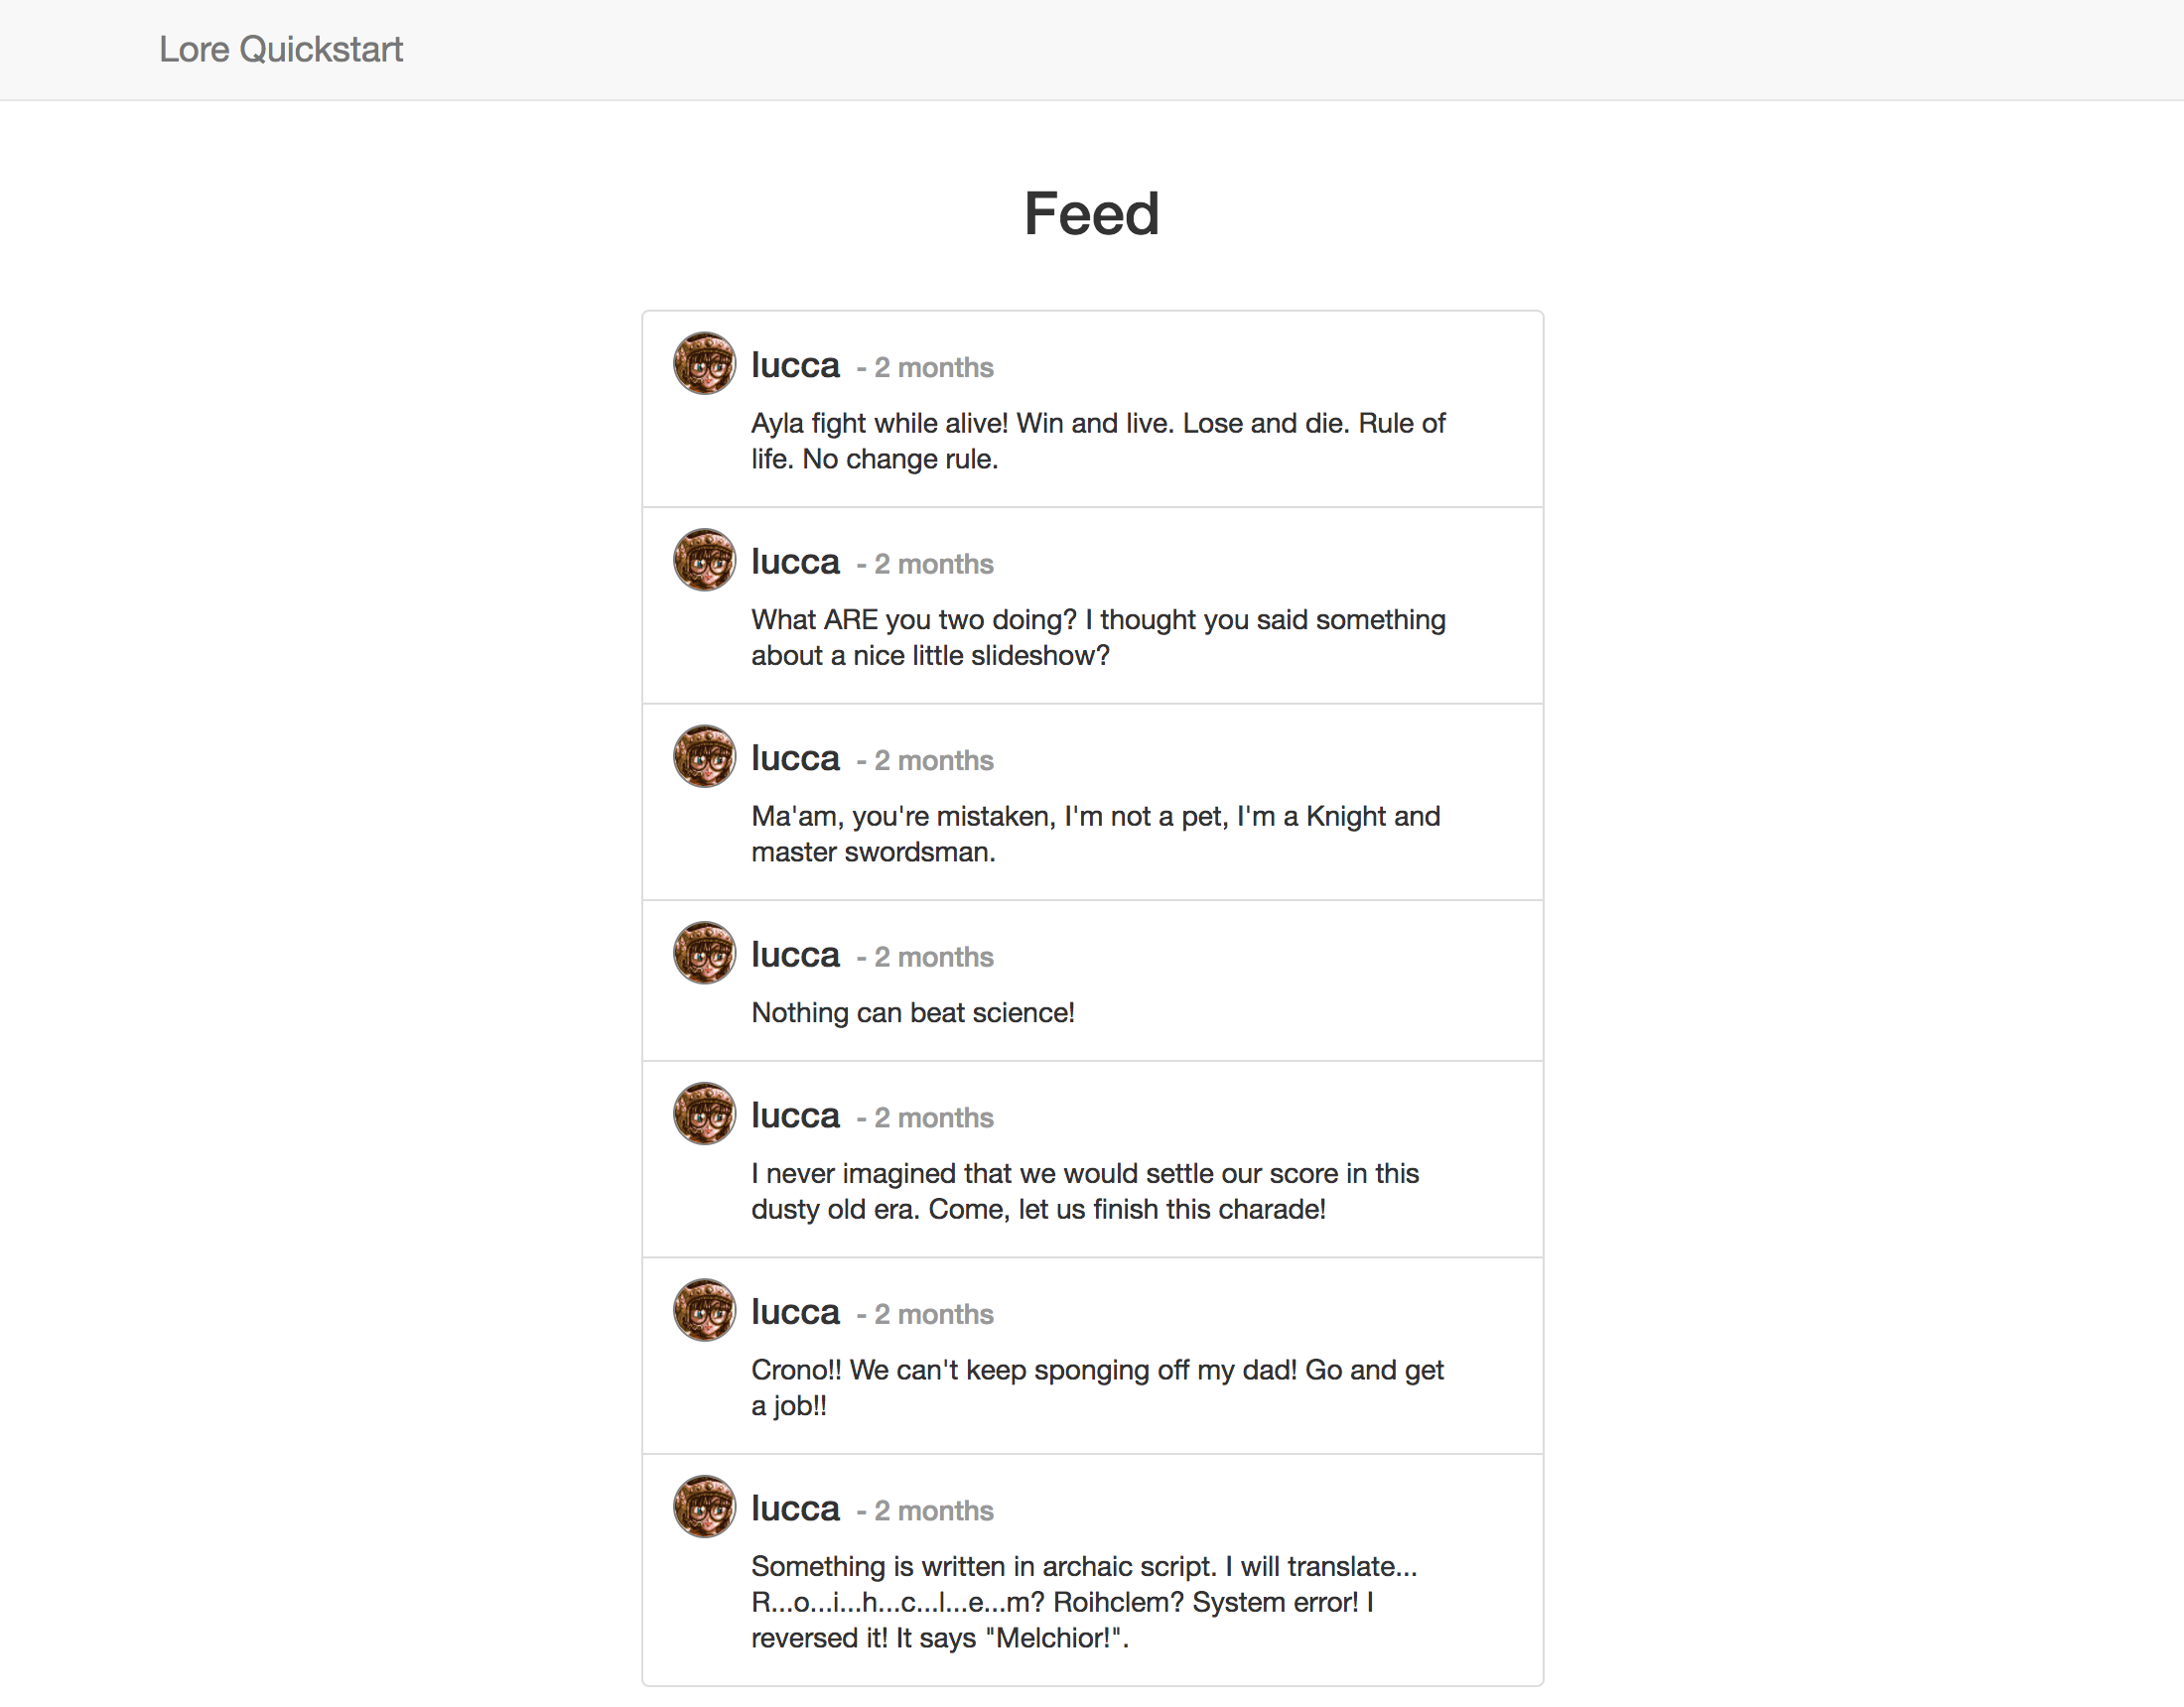 Lore Quickstart
Feed
lucca - 2 months
Ayla fight while alive! Win and live. Lose and die. Rule of
life. No change rule.
lucca - 2 months
What ARE you two doing? I thought you said something
about a nice little slideshow?
lucca - 2 months
Ma'am, you're mistaken, I'm not a pet, I'm a Knight and
master swordsman.
lucca - 2 months
Nothing can beat science!
lucca - 2 months
I never imagined that we would settle our score in this
dusty old era. Come, let us finish this charade!
lucca - 2 months
Crono!! We can't keep sponging off my dad! Go and get
a job!!
lucca - 2 months
Something is written in archaic script. I will translate...
R...o...i...h...c...l...e...m? Roihclem? System error! I
reversed it! It says "Melchior!".